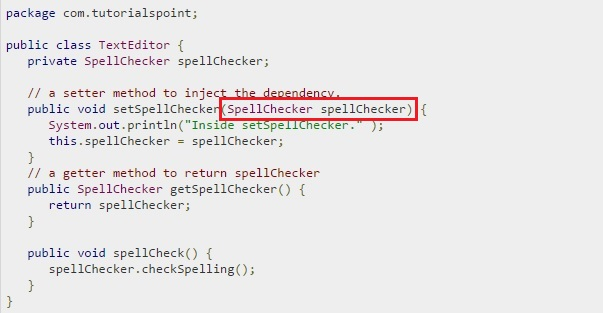 package com.tutorialspoint;
public class TextEditor {
private SpellChecker spellChecker;
// a setter method to inject the dependency.
public void setSpellChecker(SpellChecker spellChecker) {
System.out.println("Inside setSpellChecker." );
this.spellChecker = spellChecker;
}
// a getter method to return spellChecker
public SpellChecker getSpellChecker() {
return spellChecker;
}
public void spellCheck() {
spellChecker.checkSpelling();
}
}